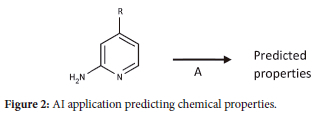 R
H₂N
N
A
Predicted
properties
Figure 2: AI application predicting chemical properties.